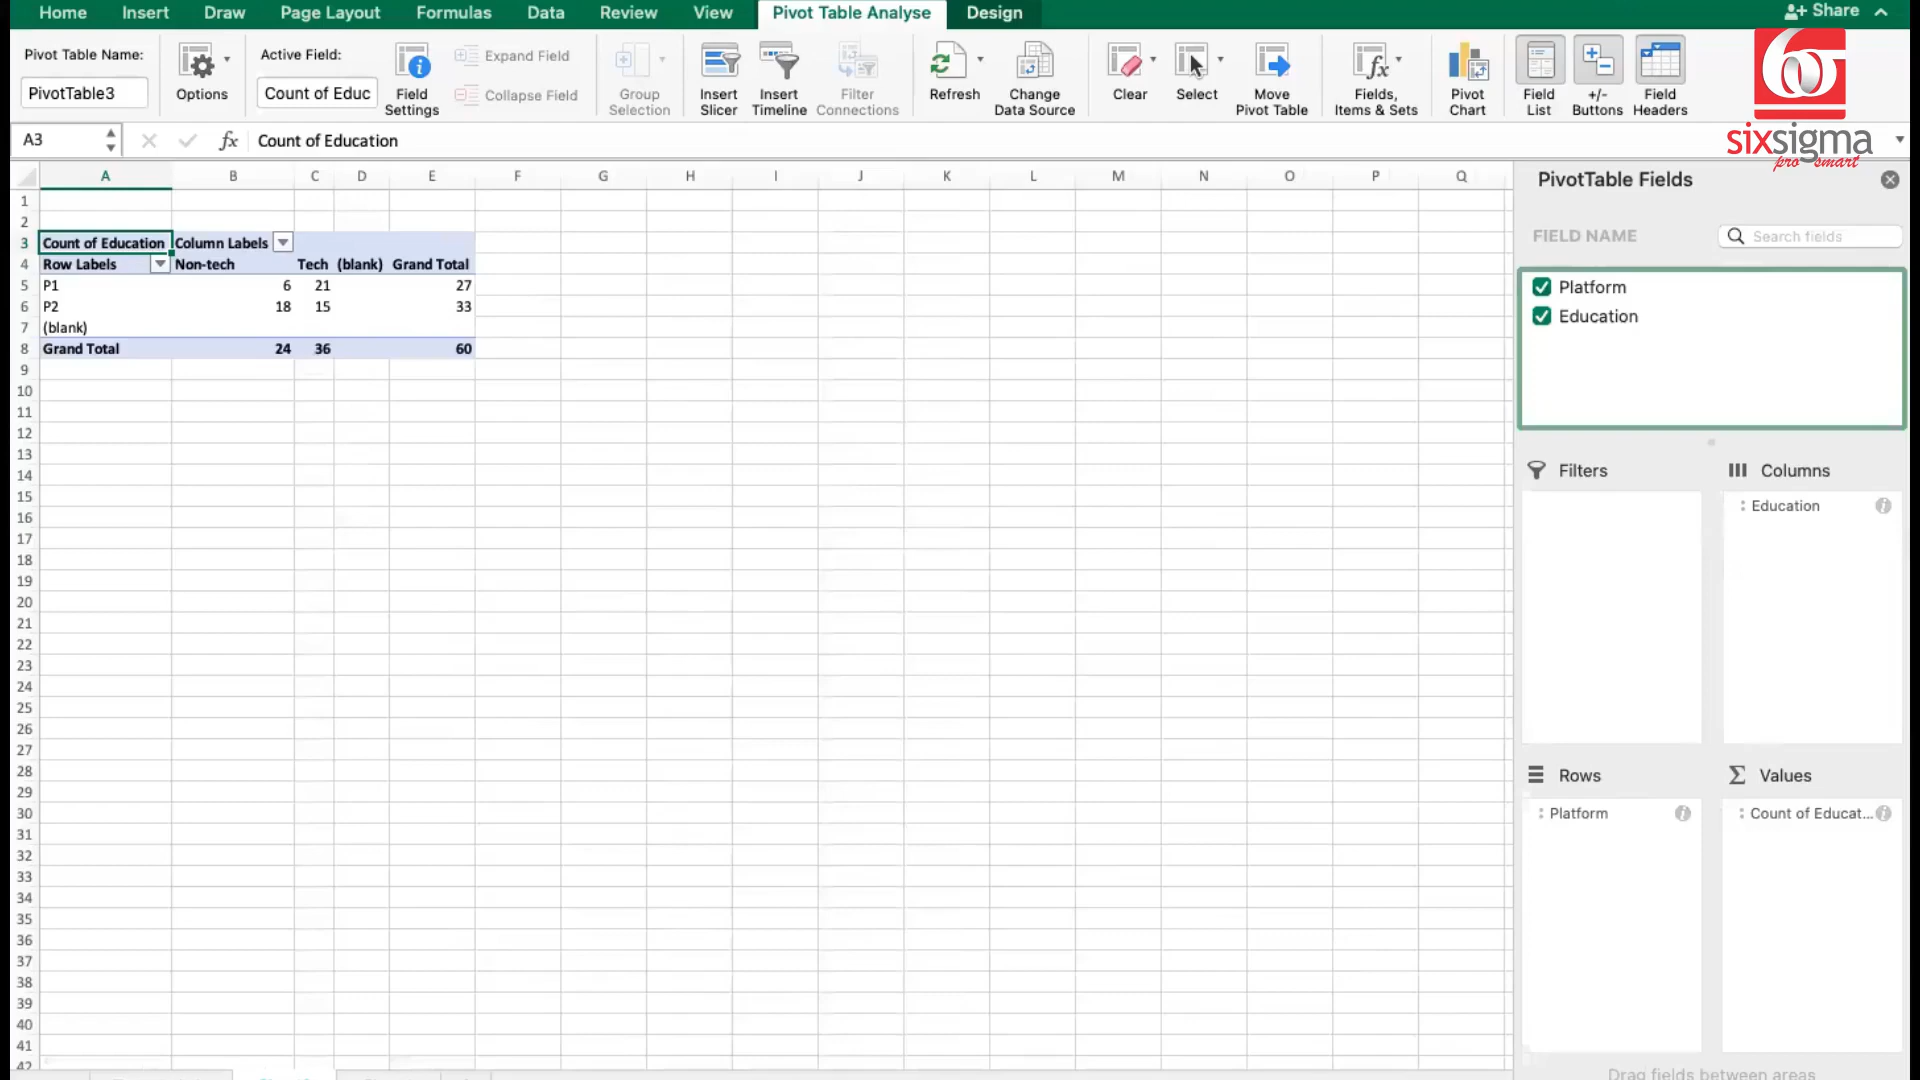 Home Insert Draw Page Layout Formulas Data Review View Pivot Table Analyse Design Share
Pivot Table Name:
PivotTable3
Options
Active Field:
Count of Educ
Field
Settings
Expand Field
Collapse Field
Group
Selection
Insert
Slicer
Insert
Timeline
Filter
Connections
Refresh
Change
Data Source
Clear
Select
Move
Pivot Table
Fields,
Items & Sets
Pivot
Chart
Field
List
+/-
Buttons
Field
Headers
sixsigma
pro smart
A3 fx Count of Education
A B C D E F G H I J K L M N O P Q
1
2
3 Count of Education Column Labels
4 Row Labels Non-tech Tech (blank) Grand Total
5 P1 6 21 27
6 P2 18 15 33
7 (blank)
8 Grand Total 24 36 60
9
10
11
12
13
14
15
16
17
18
19
20
21
22
23
24
25
26
27
28
29
30
31
32
33
34
35
36
37
38
39
40
41
42
PivotTable Fields
FIELD NAME Search fields
Platform
Education
Filters
Columns
Education
Rows
Platform
Values
Count of Educat...
Drag fields between areas